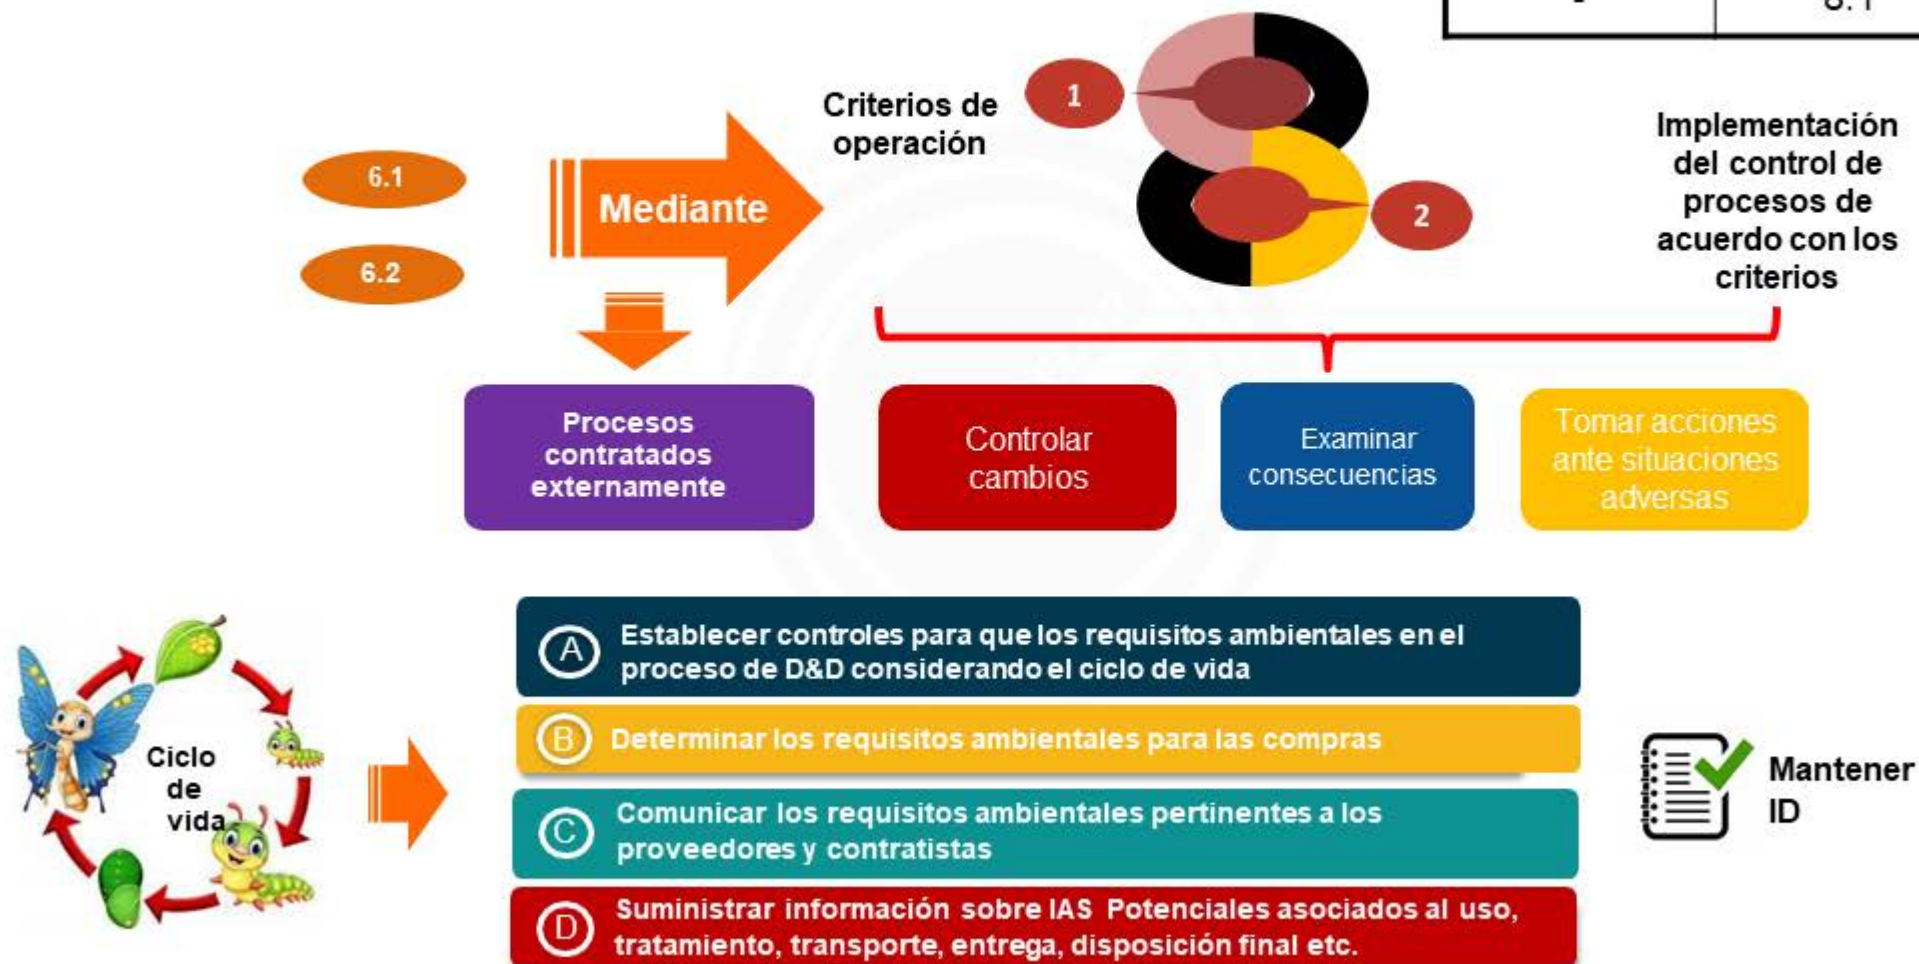 8.1
Criterios de
operación
1
Implementación
del control de
procesos de
acuerdo con los
criterios
6.1
Mediante
2
6.2
Procesos
contratados
externamente
Controlar
cambios
Examinar
consecuencias
Tomar acciones
ante situaciones
adversas
Ciclo
de
vida
A
Establecer controles para que los requisitos ambientales en el
proceso de D&D considerando el ciclo de vida
B
Determinar los requisitos ambientales para las compras
C
Comunicar los requisitos ambientales pertinentes a los
proveedores y contratistas
D
Suministrar información sobre IAS Potenciales asociados al uso,
tratamiento, transporte, entrega, disposición final etc.
Mantener
ID